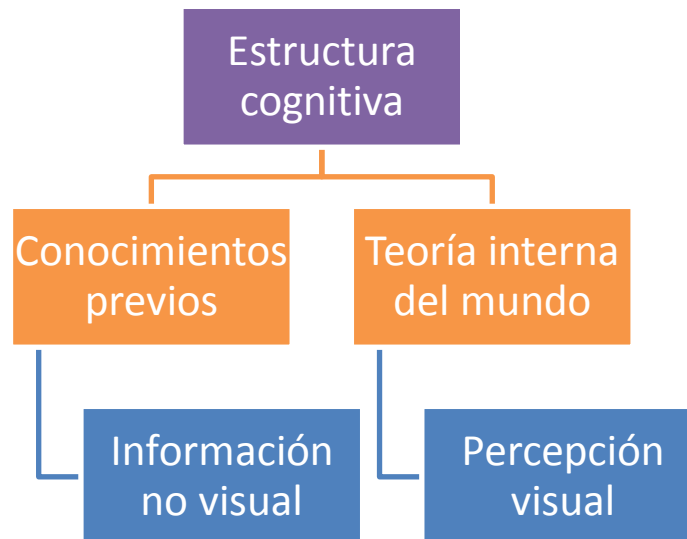 Estructura
cognitiva
Conocimientos
previos
Teoría interna
del mundo
Información
no visual
Percepción
visual